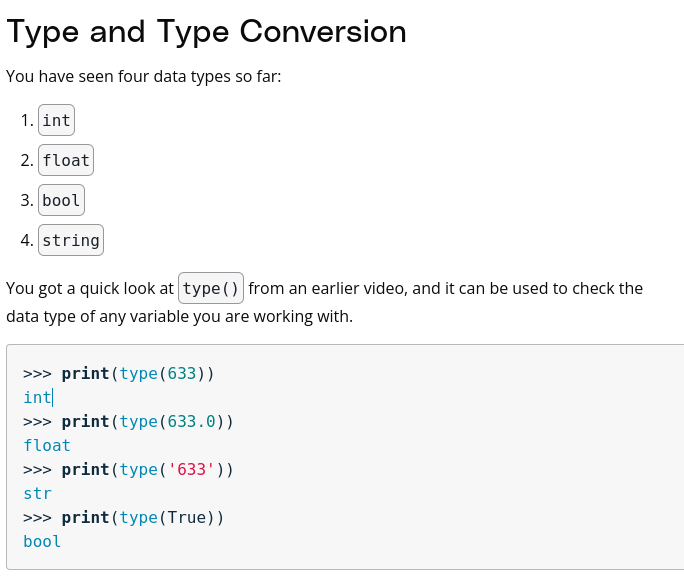 Type and Type Conversion
You have seen four data types so far:
1. int
2. float
3. bool
4. string
You got a quick look at type() from an earlier video, and it can be used to check the
data type of any variable you are working with.
>>> print(type(633))
int
>>> print(type(633.0))
float
>>> print(type('633'))
str
>>> print(type(True))
bool